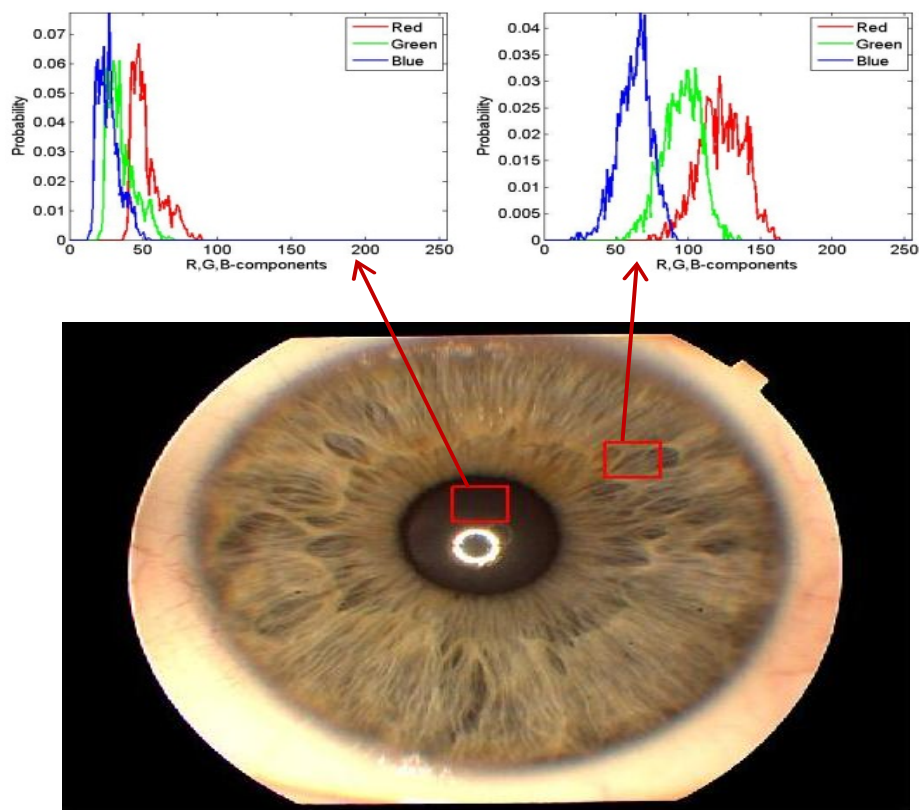 0.07
0.06
0.05
0.04
0.03
0.02
0.01
0
Probability
Red
Green
Blue
0 50 100 150 200 250
R,G,B-components
0.04
0.035
0.03
0.025
0.02
0.015
0.01
0.005
0
Probability
Red
Green
Blue
0 50 100 150 200 250
R,G,B-components